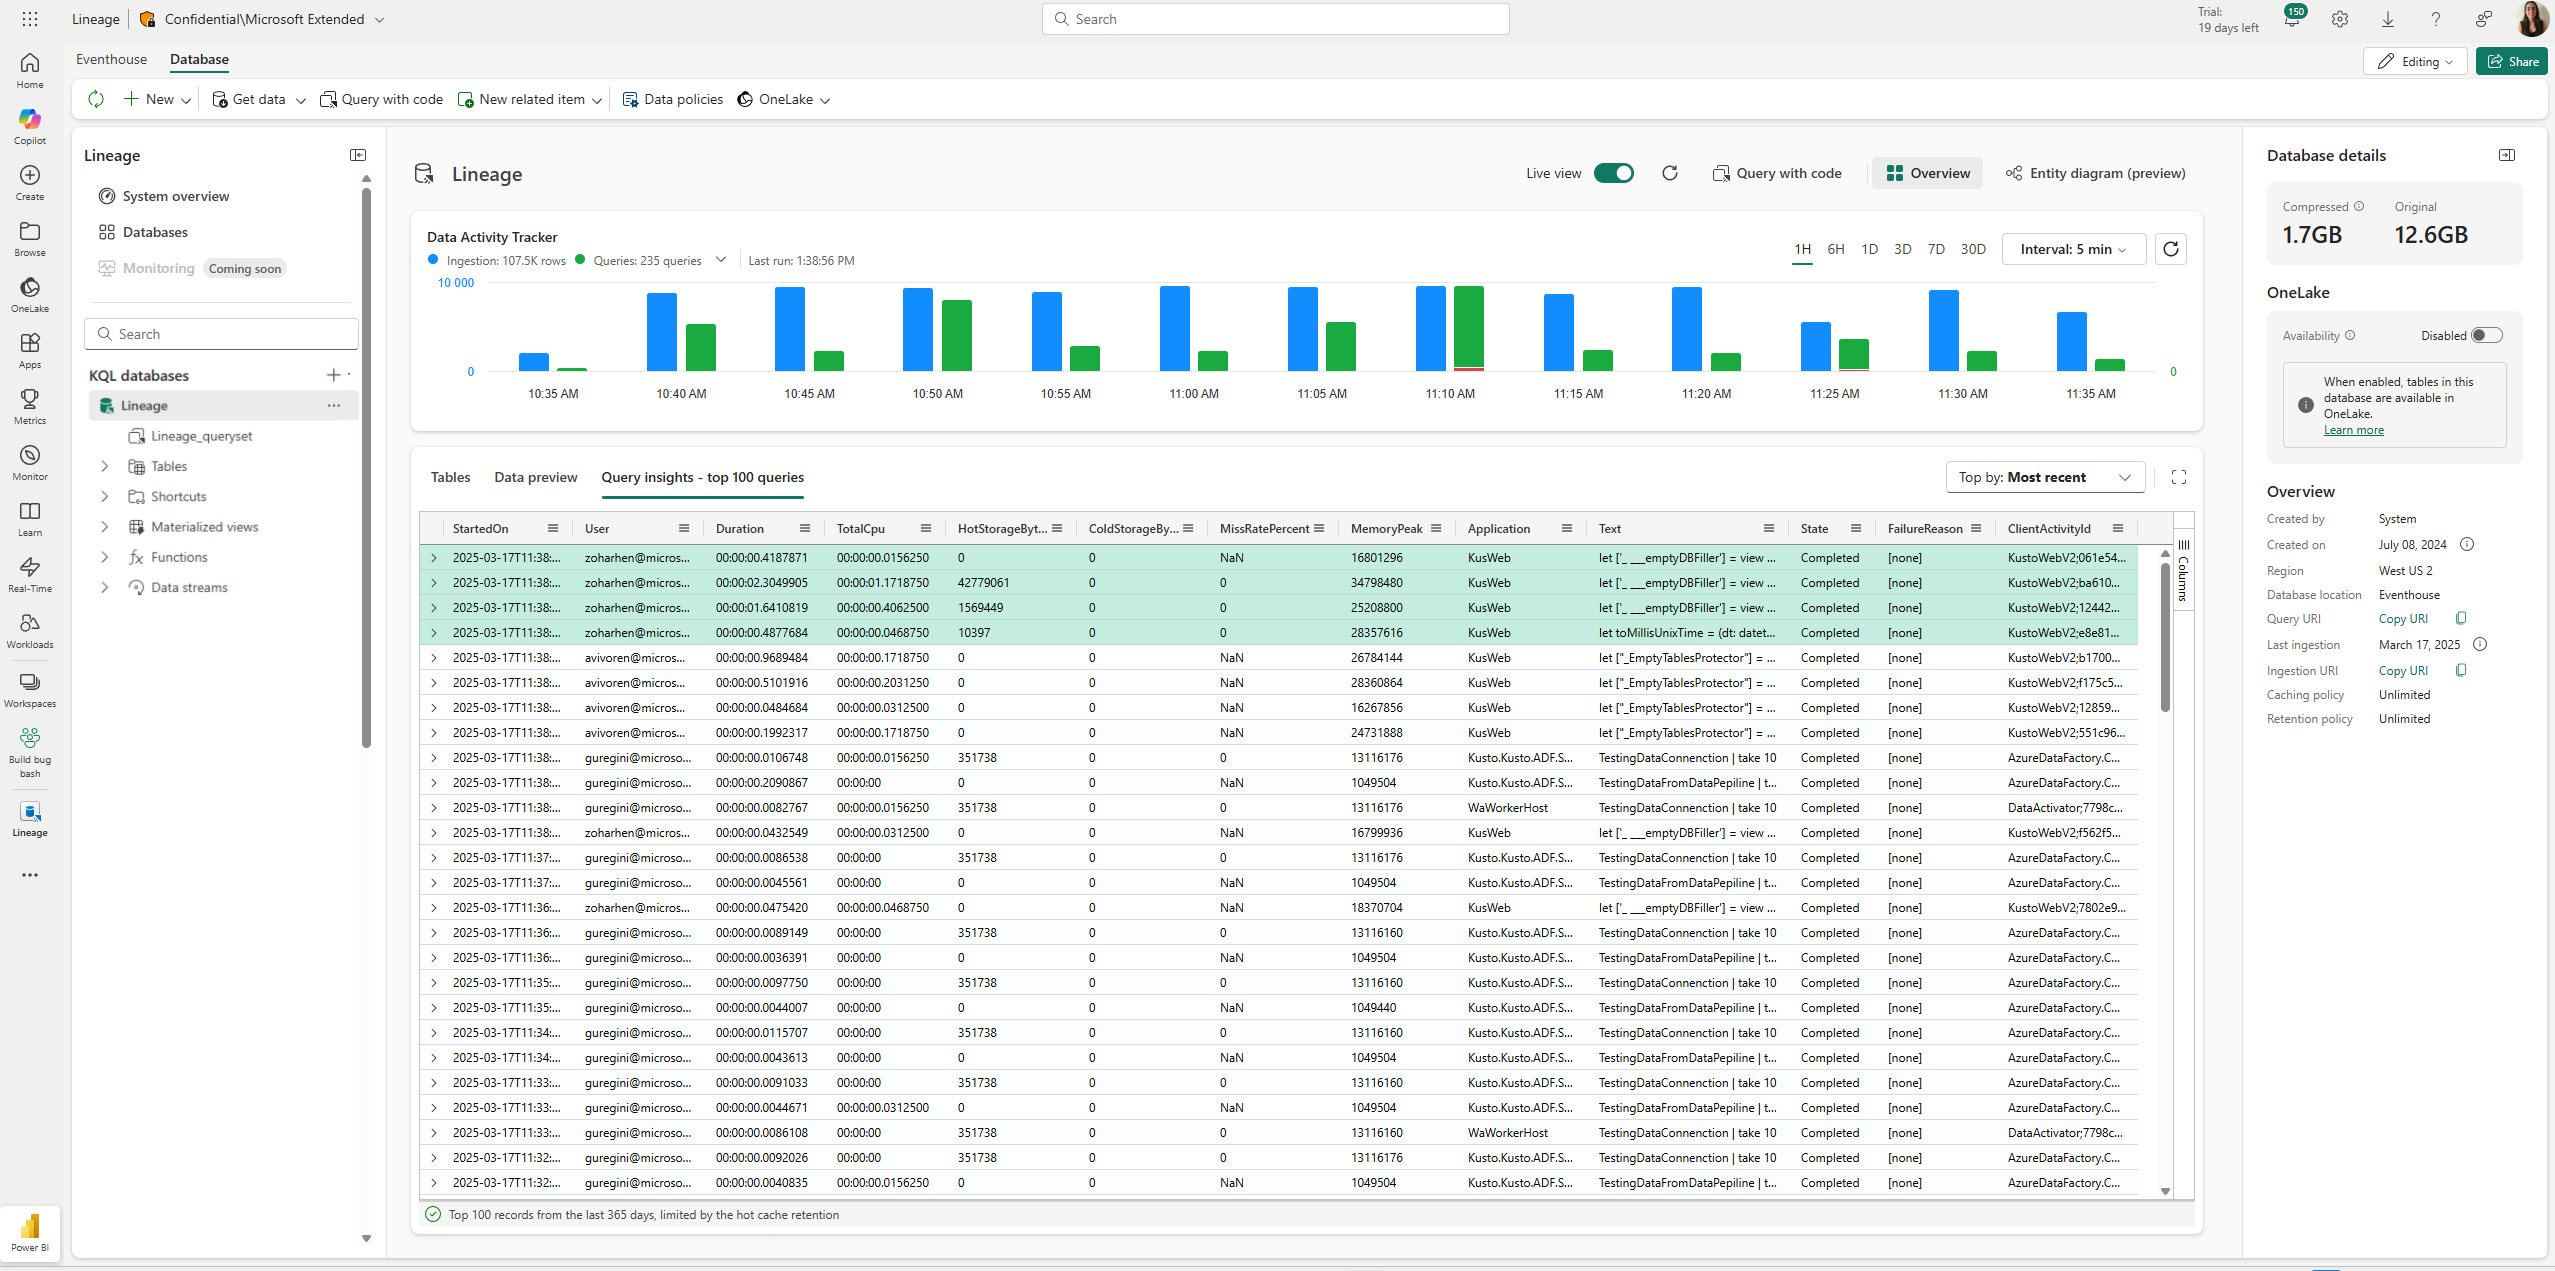 Lineage
Confidential\Microsoft Extended
Search
Trial:
19 days left
150
Home
Copilot
Create
Browse
OneLake
Apps
Metrics
Monitor
Learn
Real-Time
Workloads
Workspaces
Build bug
bash
Lineage
Power BI
Eventhouse
Database
Editing
Share
New
Get data
Query with code
New related item
Data policies
OneLake
Lineage
System overview
Databases
Monitoring
Coming soon
Search
KQL databases
Lineage
Lineage_queryset
Tables
Shortcuts
Materialized views
Functions
Data streams
Lineage
Live view
Query with code
Overview
Entity diagram (preview)
Data Activity Tracker
Ingestion: 107.5K rows
Queries: 235 queries
Last run: 1:38:56 PM
1H 6H 1D 3D 7D 30D
Interval: 5 min
10 000
0
0
10:35 AM 10:40 AM 10:45 AM 10:50 AM 10:55 AM 11:00 AM 11:05 AM 11:10 AM 11:15 AM 11:20 AM 11:25 AM 11:30 AM 11:35 AM
Tables
Data preview
Query insights - top 100 queries
Top by: Most recent
StartedOn User Duration TotalCpu HotStorageByt... ColdStorageBy... MissRatePercent MemoryPeak Application Text State FailureReason ClientActivityId
2025-03-17T11:38:... zoharhen@micros... 00:00:00.4187871 00:00:00.0156250 0 0 NaN 16801296 KusWeb let ['_ ___emptyDBFiller'] = view ... Completed [none] KustoWebV2;061e54...
2025-03-17T11:38:... zoharhen@micros... 00:00:02.3049905 00:00:01.1718750 42779061 0 0 34798480 KusWeb let ['_ ___emptyDBFiller'] = view ... Completed [none] KustoWebV2;ba610...
2025-03-17T11:38:... zoharhen@micros... 00:00:01.6410819 00:00:00.4062500 1569449 0 0 25208800 KusWeb let ['_ ___emptyDBFiller'] = view ... Completed [none] KustoWebV2;12442...
2025-03-17T11:38:... zoharhen@micros... 00:00:00.4877684 00:00:00.0468750 10397 0 0 28357616 KusWeb let toMillisUnixTime = (dt: datet... Completed [none] KustoWebV2;e8e81...
2025-03-17T11:38:... avivoren@micros... 00:00:00.9689484 00:00:00.1718750 0 0 NaN 26784144 KusWeb let ["_EmptyTablesProtector"] = ... Completed [none] KustoWebV2;b1700...
2025-03-17T11:38:... avivoren@micros... 00:00:00.5101916 00:00:00.2031250 0 0 NaN 28360864 KusWeb let ["_EmptyTablesProtector"] = ... Completed [none] KustoWebV2;f175c5...
2025-03-17T11:38:... avivoren@micros... 00:00:00.0484684 00:00:00.0312500 0 0 NaN 16267856 KusWeb let ["_EmptyTablesProtector"] = ... Completed [none] KustoWebV2;12859...
2025-03-17T11:38:... avivoren@micros... 00:00:00.1992317 00:00:00.1718750 0 0 NaN 24731888 KusWeb let ["_EmptyTablesProtector"] = ... Completed [none] KustoWebV2;551c96...
2025-03-17T11:38:... guregini@microso... 00:00:00.0106748 00:00:00.0156250 351738 0 0 13116176 Kusto.Kusto.ADF.S... TestingDataConnenction | take 10 Completed [none] AzureDataFactory.C...
2025-03-17T11:38:... guregini@microso... 00:00:00.2090867 00:00:00 0 0 NaN 1049504 Kusto.Kusto.ADF.S... TestingDataFromDataPepiline | t... Completed [none] AzureDataFactory.C...
2025-03-17T11:38:... guregini@microso... 00:00:00.0082767 00:00:00.0156250 351738 0 0 13116176 WaWorkerHost TestingDataConnenction | take 10 Completed [none] DataActivator;7798c...
2025-03-17T11:38:... zoharhen@micros... 00:00:00.0432549 00:00:00.0312500 0 0 NaN 16799936 KusWeb let ['_ ___emptyDBFiller'] = view ... Completed [none] KustoWebV2;f562f5...
2025-03-17T11:37:... guregini@microso... 00:00:00.0086538 00:00:00 351738 0 0 13116176 Kusto.Kusto.ADF.S... TestingDataConnenction | take 10 Completed [none] AzureDataFactory.C...
2025-03-17T11:37:... guregini@microso... 00:00:00.0045561 00:00:00 0 0 NaN 1049504 Kusto.Kusto.ADF.S... TestingDataFromDataPepiline | t... Completed [none] AzureDataFactory.C...
2025-03-17T11:36:... zoharhen@micros... 00:00:00.0475420 00:00:00.0468750 0 0 NaN 18370704 KusWeb let ['_ ___emptyDBFiller'] = view ... Completed [none] KustoWebV2;7802e9...
2025-03-17T11:36:... guregini@microso... 00:00:00.0089149 00:00:00 351738 0 0 13116160 Kusto.Kusto.ADF.S... TestingDataConnenction | take 10 Completed [none] AzureDataFactory.C...
2025-03-17T11:36:... guregini@microso... 00:00:00.0036391 00:00:00 0 0 NaN 1049504 Kusto.Kusto.ADF.S... TestingDataFromDataPepiline | t... Completed [none] AzureDataFactory.C...
2025-03-17T11:35:... guregini@microso... 00:00:00.0097750 00:00:00 351738 0 0 13116160 Kusto.Kusto.ADF.S... TestingDataConnenction | take 10 Completed [none] AzureDataFactory.C...
2025-03-17T11:35:... guregini@microso... 00:00:00.0044007 00:00:00 0 0 NaN 1049440 Kusto.Kusto.ADF.S... TestingDataFromDataPepiline | t... Completed [none] AzureDataFactory.C...
2025-03-17T11:34:... guregini@microso... 00:00:00.0115707 00:00:00 351738 0 0 13116160 Kusto.Kusto.ADF.S... TestingDataConnenction | take 10 Completed [none] AzureDataFactory.C...
2025-03-17T11:34:... guregini@microso... 00:00:00.0043613 00:00:00 0 0 NaN 1049504 Kusto.Kusto.ADF.S... TestingDataFromDataPepiline | t... Completed [none] AzureDataFactory.C...
2025-03-17T11:33:... guregini@microso... 00:00:00.0091033 00:00:00 351738 0 0 13116160 Kusto.Kusto.ADF.S... TestingDataConnenction | take 10 Completed [none] AzureDataFactory.C...
2025-03-17T11:33:... guregini@microso... 00:00:00.0044671 00:00:00.0312500 0 0 NaN 1049504 Kusto.Kusto.ADF.S... TestingDataFromDataPepiline | t... Completed [none] AzureDataFactory.C...
2025-03-17T11:33:... guregini@microso... 00:00:00.0086108 00:00:00 351738 0 0 13116160 WaWorkerHost TestingDataConnenction | take 10 Completed [none] DataActivator;7798c...
2025-03-17T11:32:... guregini@microso... 00:00:00.0092026 00:00:00 351738 0 0 13116176 Kusto.Kusto.ADF.S... TestingDataConnenction | take 10 Completed [none] AzureDataFactory.C...
2025-03-17T11:32:... guregini@microso... 00:00:00.0040835 00:00:00.0156250 0 0 NaN 1049504 Kusto.Kusto.ADF.S... TestingDataFromDataPepiline | t... Completed [none] AzureDataFactory.C...
Columns
Top 100 records from the last 365 days, limited by the hot cache retention
Database details
Compressed Original
1.7GB 12.6GB
OneLake
Availability Disabled
When enabled, tables in this
database are available in
OneLake.
Learn more
Overview
Created by System
Created on July 08, 2024
Region West US 2
Database location Eventhouse
Query URI Copy URI
Last ingestion March 17, 2025
Ingestion URI Copy URI
Caching policy Unlimited
Retention policy Unlimited